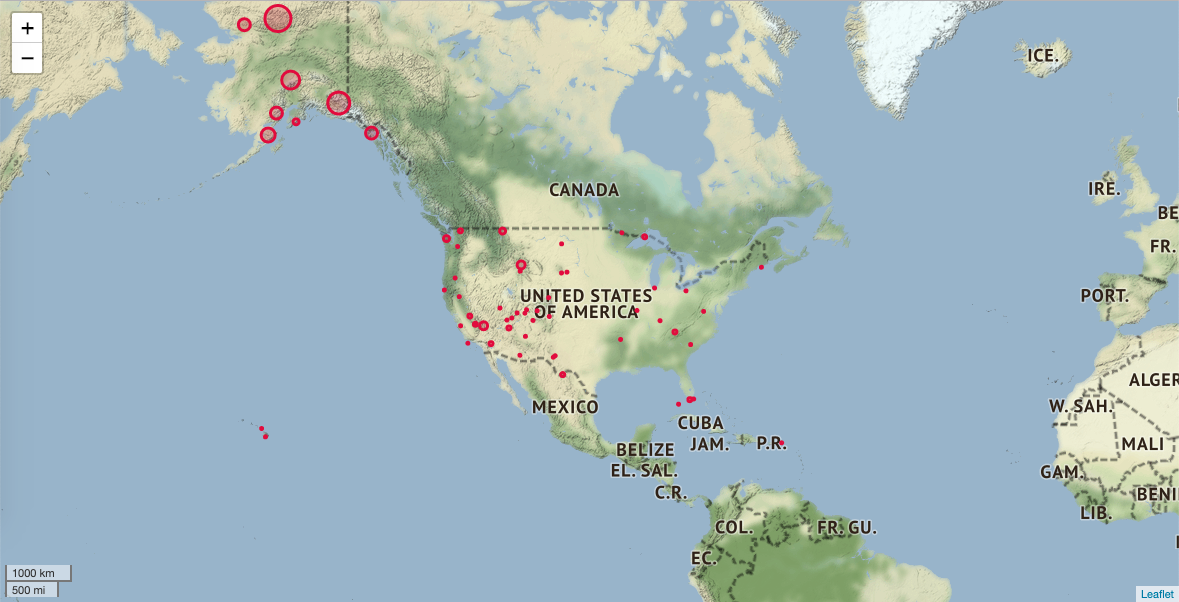 +
−
ICE.
CANADA
IRE.
BE
FR.
UNITED STATES
OF AMERICA
PORT.
ALGER
MEXICO
W. SAH.
CUBA
JAM.
P.R.
MALI
BELIZE
EL. SAL.
GAM.
C.R.
BENI
LIB.
COL.
FR. GU.
EC.
1000 km
500 mi
Leaflet